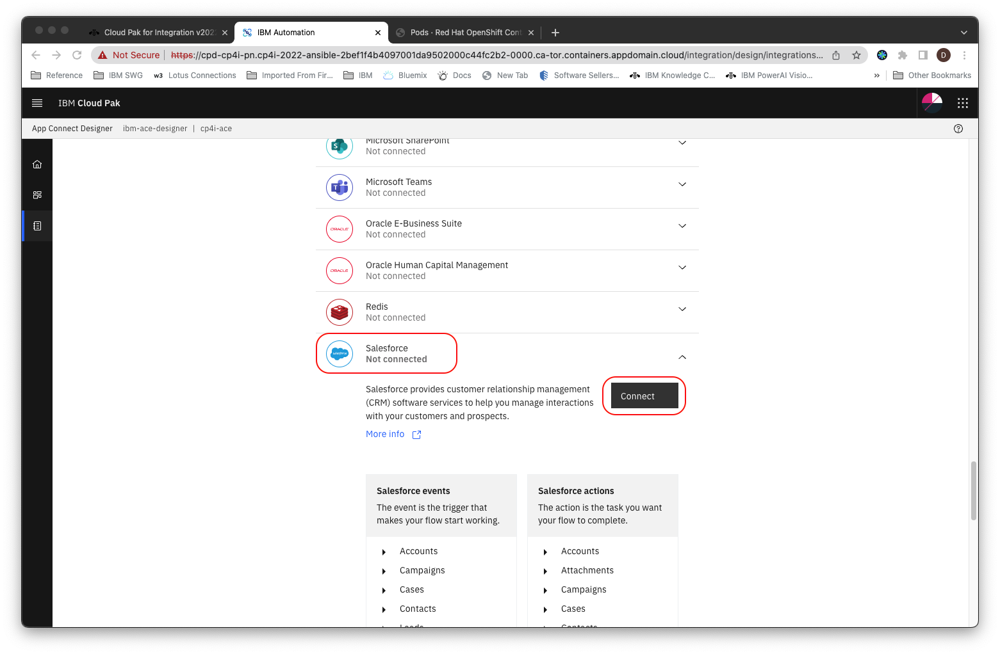 Cloud Pak for Integration v202
IBM Automation
Pods · Red Hat OpenShift Cont
Not Secure
https://cpd-cp4i-pn.cp4i-2022-ansible-2bef1f4b4097001da9502000c44fc2b2-0000.ca-tor.containers.appdomain.cloud/integration/design/integrations...
D
Reference
IBM SWG
w3 Lotus Connections
Imported From Fir...
IBM
Bluemix
Docs
New Tab
Software Sellers...
IBM Knowledge C...
IBM PowerAI Visio...
»
Other Bookmarks
IBM Cloud Pak
App Connect Designer ibm-ace-designer | cp4i-ace
Microsoft SharePoint
Not connected
Microsoft Teams
Not connected
ORACLE
Oracle E-Business Suite
Not connected
ORACLE
Oracle Human Capital Management
Not connected
Redis
Not connected
salesforce
Salesforce
Not connected
Salesforce provides customer relationship management
(CRM) software services to help you manage interactions
with your customers and prospects.
Connect
More info
Salesforce events
The event is the trigger that
makes your flow start working.
Accounts
Campaigns
Cases
Contacts
Leads
Salesforce actions
The action is the task you want
your flow to complete.
Accounts
Attachments
Campaigns
Cases
Contacts